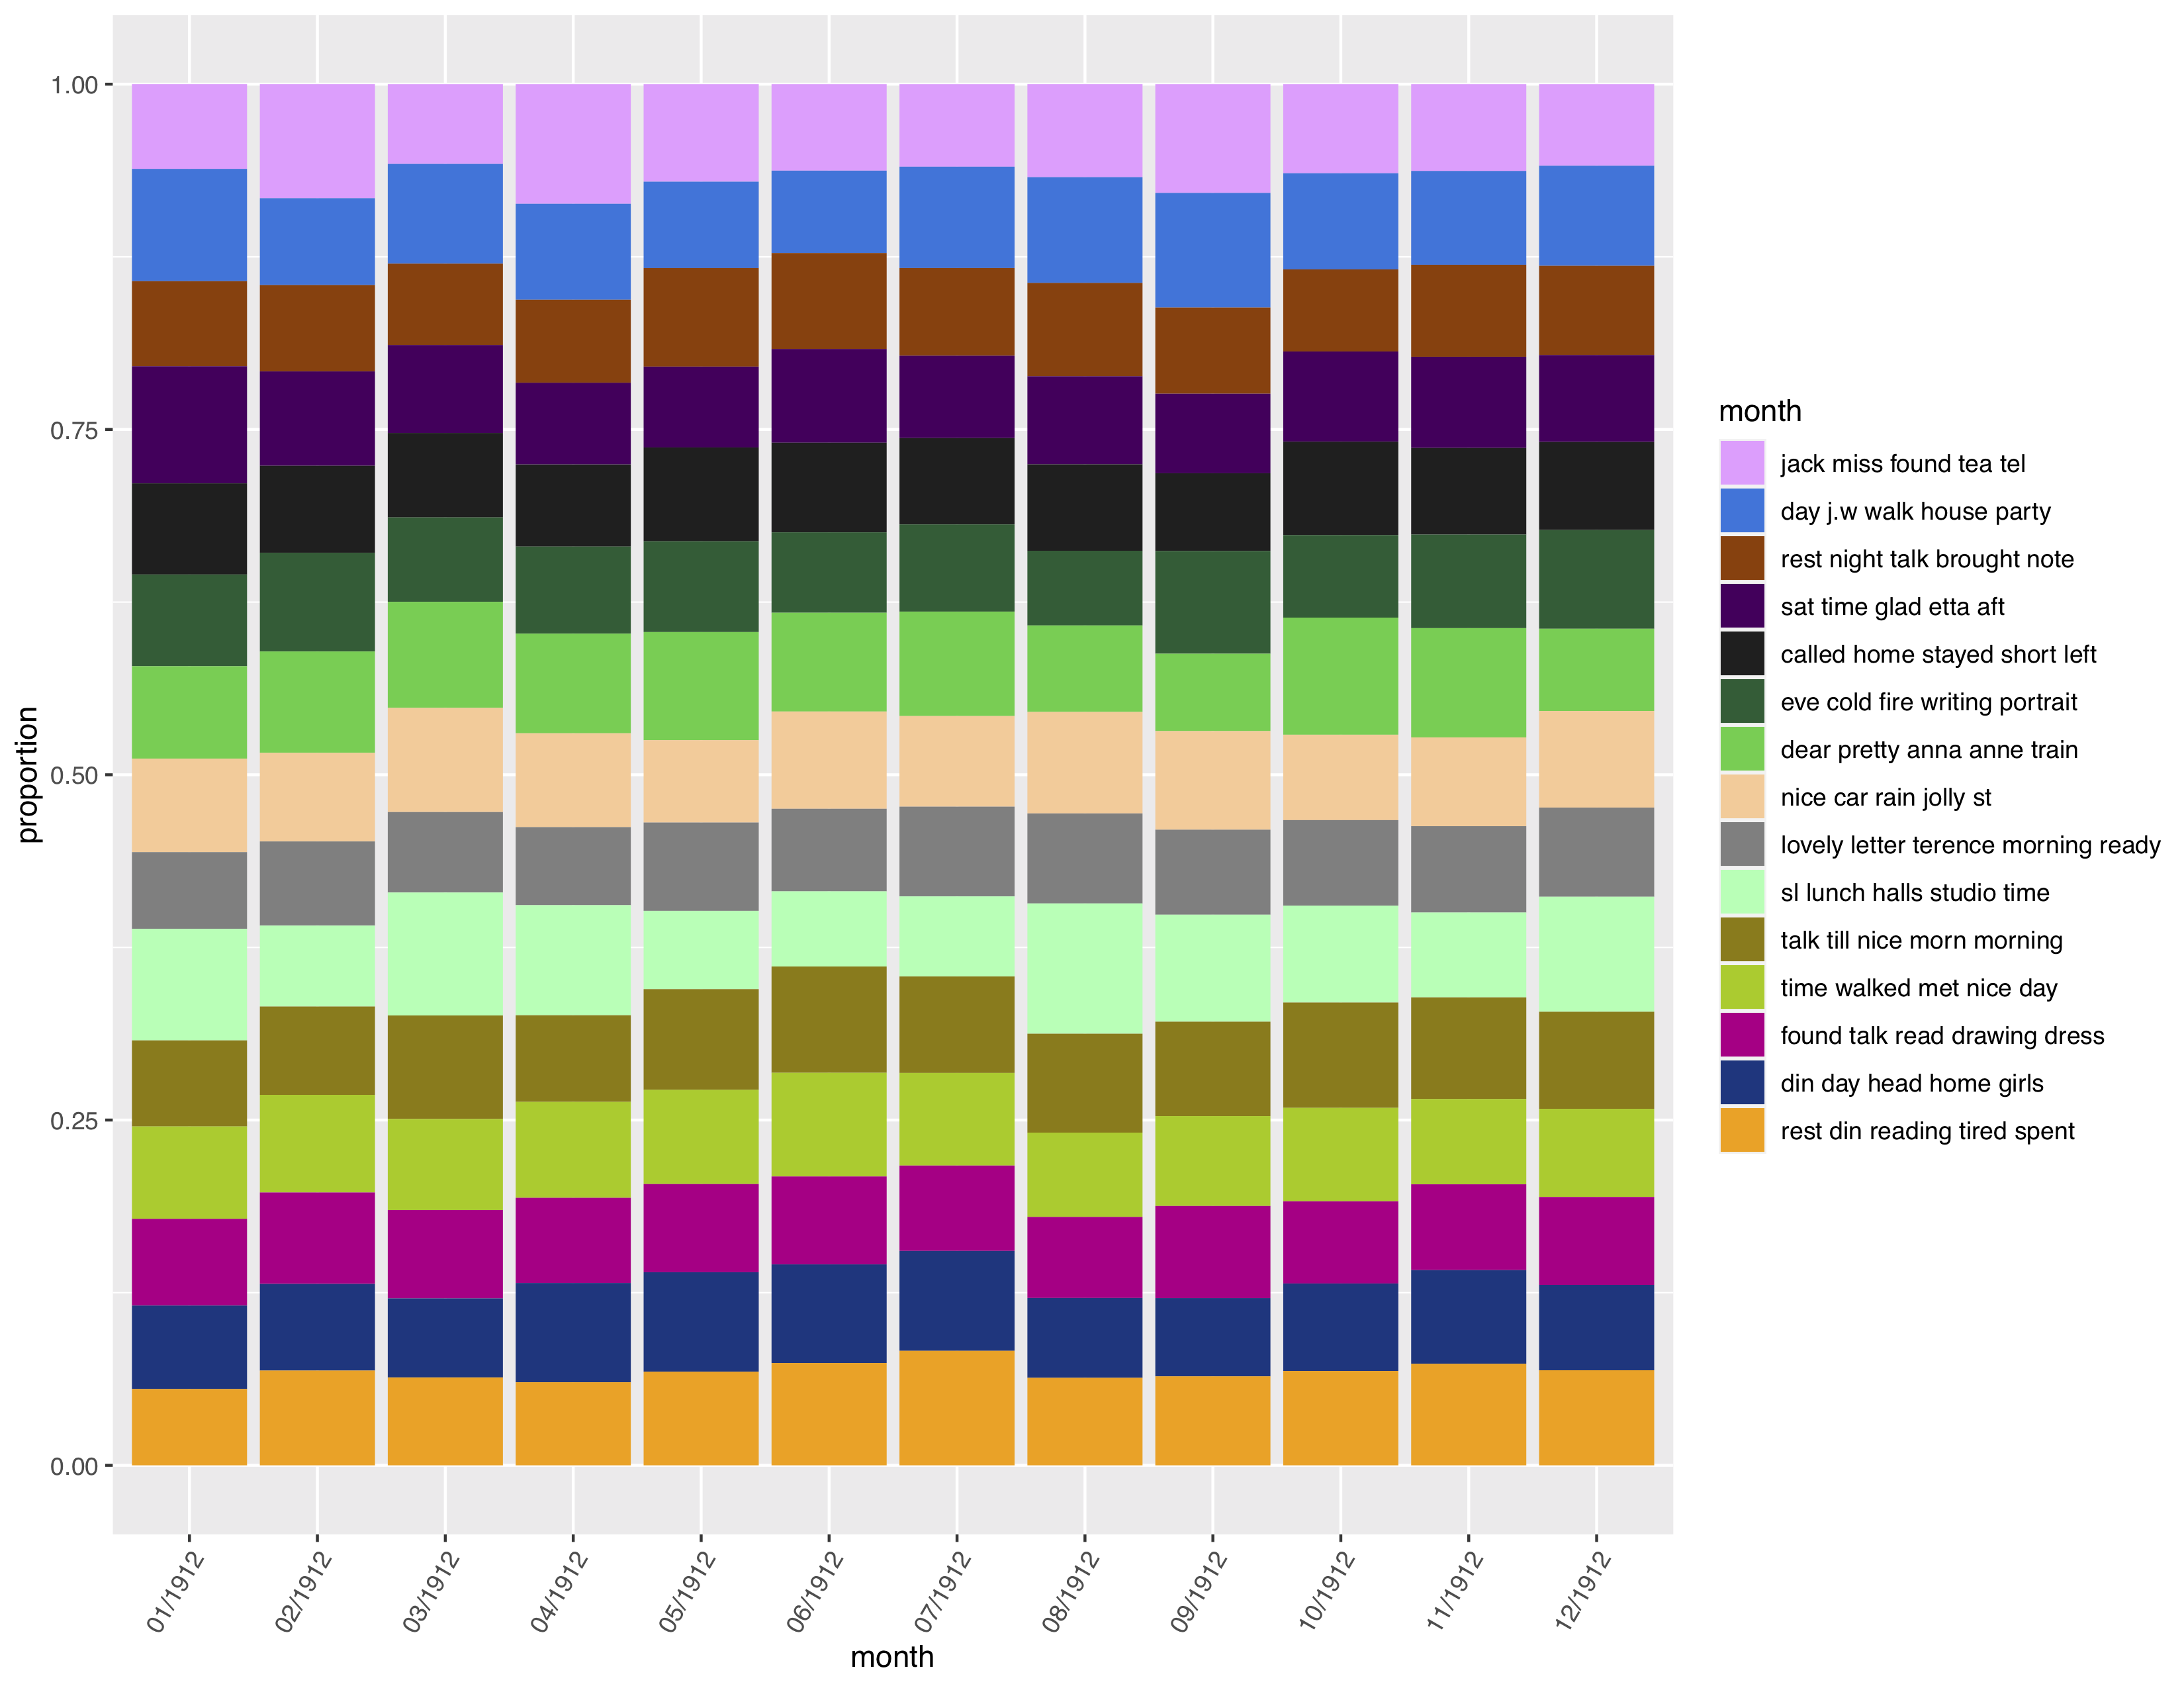 1.00
0.75
0.50
0.25
0.00
proportion
01/1912
02/1912
03/1912
04/1912
05/1912
06/1912
07/1912
08/1912
09/1912
10/1912
11/1912
12/1912
month
month
jack miss found tea tel
day j.w walk house party
rest night talk brought note
sat time glad etta aft
called home stayed short left
eve cold fire writing portrait
dear pretty anna anne train
nice car rain jolly st
lovely letter terence morning ready
sl lunch halls studio time
talk till nice morn morning
time walked met nice day
found talk read drawing dress
din day head home girls
rest din reading tired spent